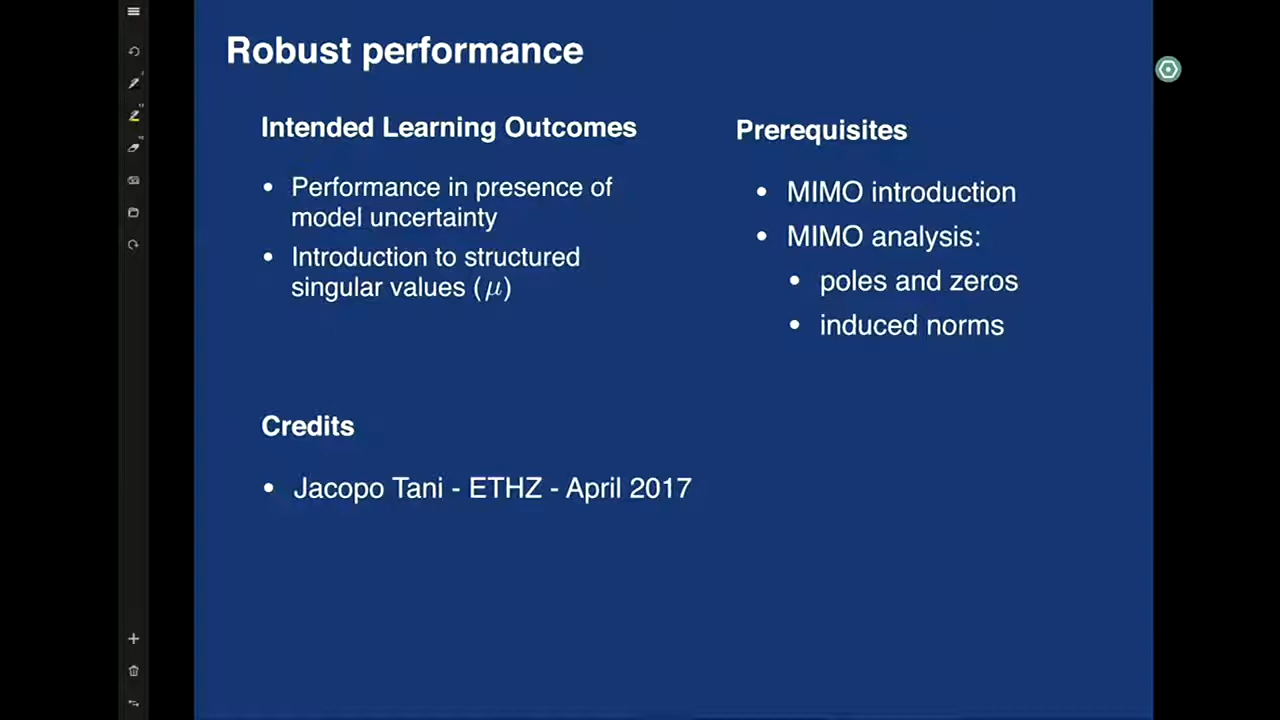 Robust performance
Intended Learning Outcomes
• Performance in presence of
model uncertainty
• Introduction to structured
singular values (μ)
Prerequisites
• MIMO introduction
• MIMO analysis:
• poles and zeros
• induced norms
Credits
• Jacopo Tani - ETHZ - April 2017